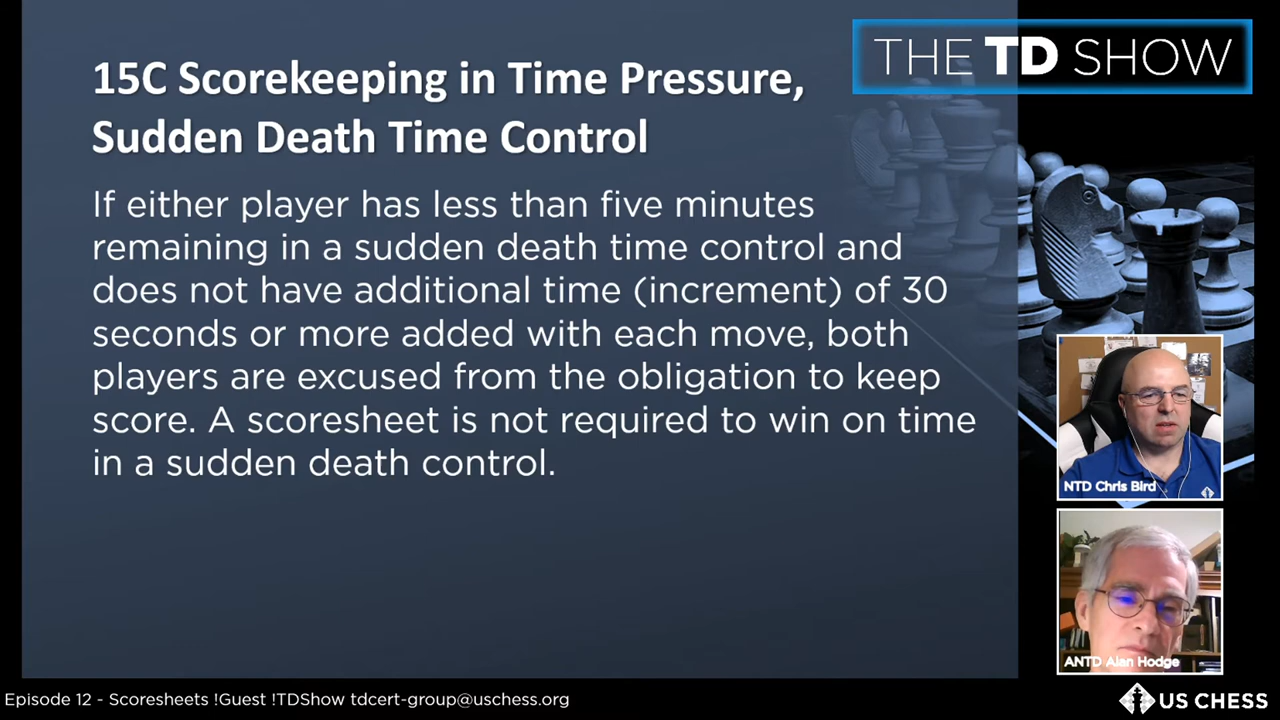 THE TD SHOW
15C Scorekeeping in Time Pressure,
Sudden Death Time Control
If either player has less than five minutes
remaining in a sudden death time control and
does not have additional time (increment) of 30
seconds or more added with each move, both
players are excused from the obligation to keep
score. A scoresheet is not required to win on time
in a sudden death control.
NTD Chris Bird
ANTD Alan Hodge
Episode 12 - Scoresheets !Guest !TDShow tdcert-group@uschess.org
US CHESS